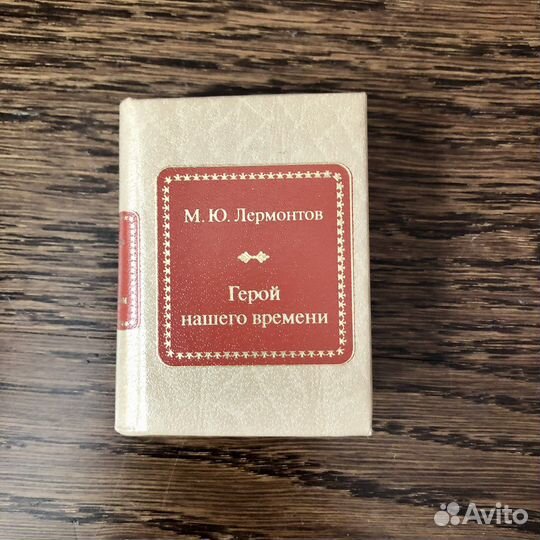 М. Ю. Лермонтов
Герой
нашего времени
Avito